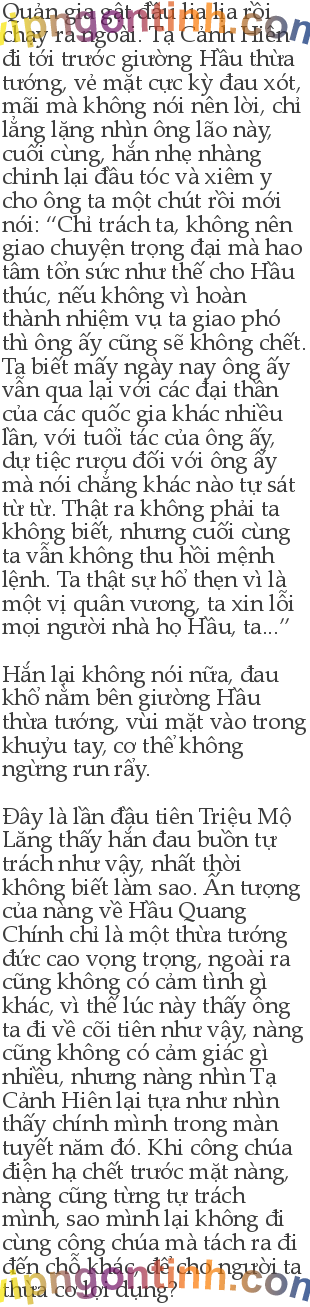 Quản gia gật đầu lia lịa rồi
chạy ra ngoài. Tạ Cảnh Hiên
đi tới trước giường Hầu thừa
tướng, vẻ mặt cực kỳ đau xót,
mãi mà không nói nên lời, chỉ
lẳng lặng nhìn ông lão này,
cuối cùng, hắn nhẹ nhàng
chỉnh lại đầu tóc và xiêm y
cho ông ta một chút rồi mới
nói: “Chỉ trách ta, không nên
giao chuyện trọng đại mà hao
tâm tổn sức như thế cho Hầu
thúc, nếu không vì hoàn
thành nhiệm vụ ta giao phó
thì ông ấy cũng sẽ không chết.
Ta biết mấy ngày nay ông ấy
vẫn qua lại với các đại thần
của các quốc gia khác nhiều
lần, với tuổi tác của ông ấy,
dự tiệc rượu đối với ông ấy
mà nói chẳng khác nào tự sát
từ từ. Thật ra không phải ta
không biết, nhưng cuối cùng
ta vẫn không thu hồi mệnh
lệnh. Ta thật sự hổ thẹn vì là
một vị quân vương, ta xin lỗi
mọi người nhà họ Hầu, ta...”
Hắn lại không nói nữa, đau
khổ nằm bên giường Hầu
thừa tướng, vùi mặt vào trong
khuỷu tay, cơ thể không
ngừng run rẩy.
Đây là lần đầu tiên Triệu Mộ
Lăng thấy hắn đau buồn tự
trách như vậy, nhất thời
không biết làm sao. Ấn tượng
của nàng về Hầu Quang
Chính chỉ là một thừa tướng
đức cao vọng trọng, ngoài ra
cũng không có cảm tình gì
khác, vì thế lúc này thấy ông
ta đi về cõi tiên như vậy, nàng
cũng không có cảm giác gì
nhiều, nhưng nàng nhìn Tạ
Cảnh Hiên lại tựa như nhìn
thấy chính mình trong màn
tuyết năm đó. Khi công chúa
điện hạ chết trước mặt nàng,
nàng cũng từng tự trách
mình, sao mình lại không đi
cùng công chúa mà tách ra đi
đến chỗ khác, để cho người ta
thừa cơ lợi dụng?